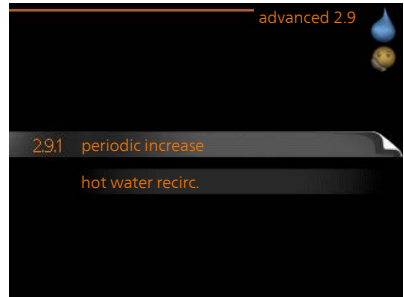 advanced 2.9
2.9.1 periodic increase
hot water recirc.